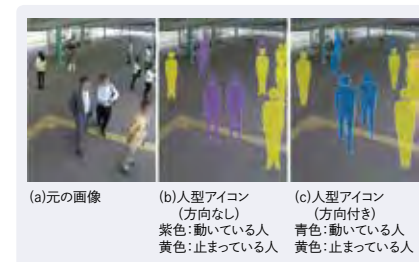 (a)元の画像
(b)人型アイコン
(方向なし)
紫色：動いている人
黄色：止まっている人
(c)人型アイコン
(方向付き)
青色：動いている人
黄色：止まっている人